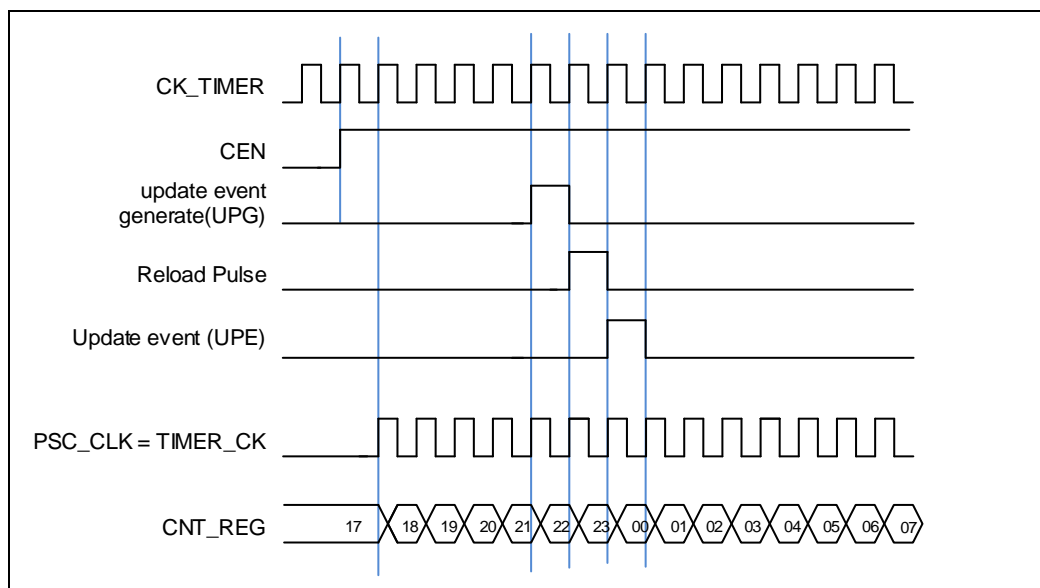 CK_TIMER
CEN
update event
generate(UPG)
Reload Pulse
Update event (UPE)
PSC_CLK = TIMER_CK
CNT_REG 17 18 19 20 21 22 23 00 01 02 03 04 05 06 07